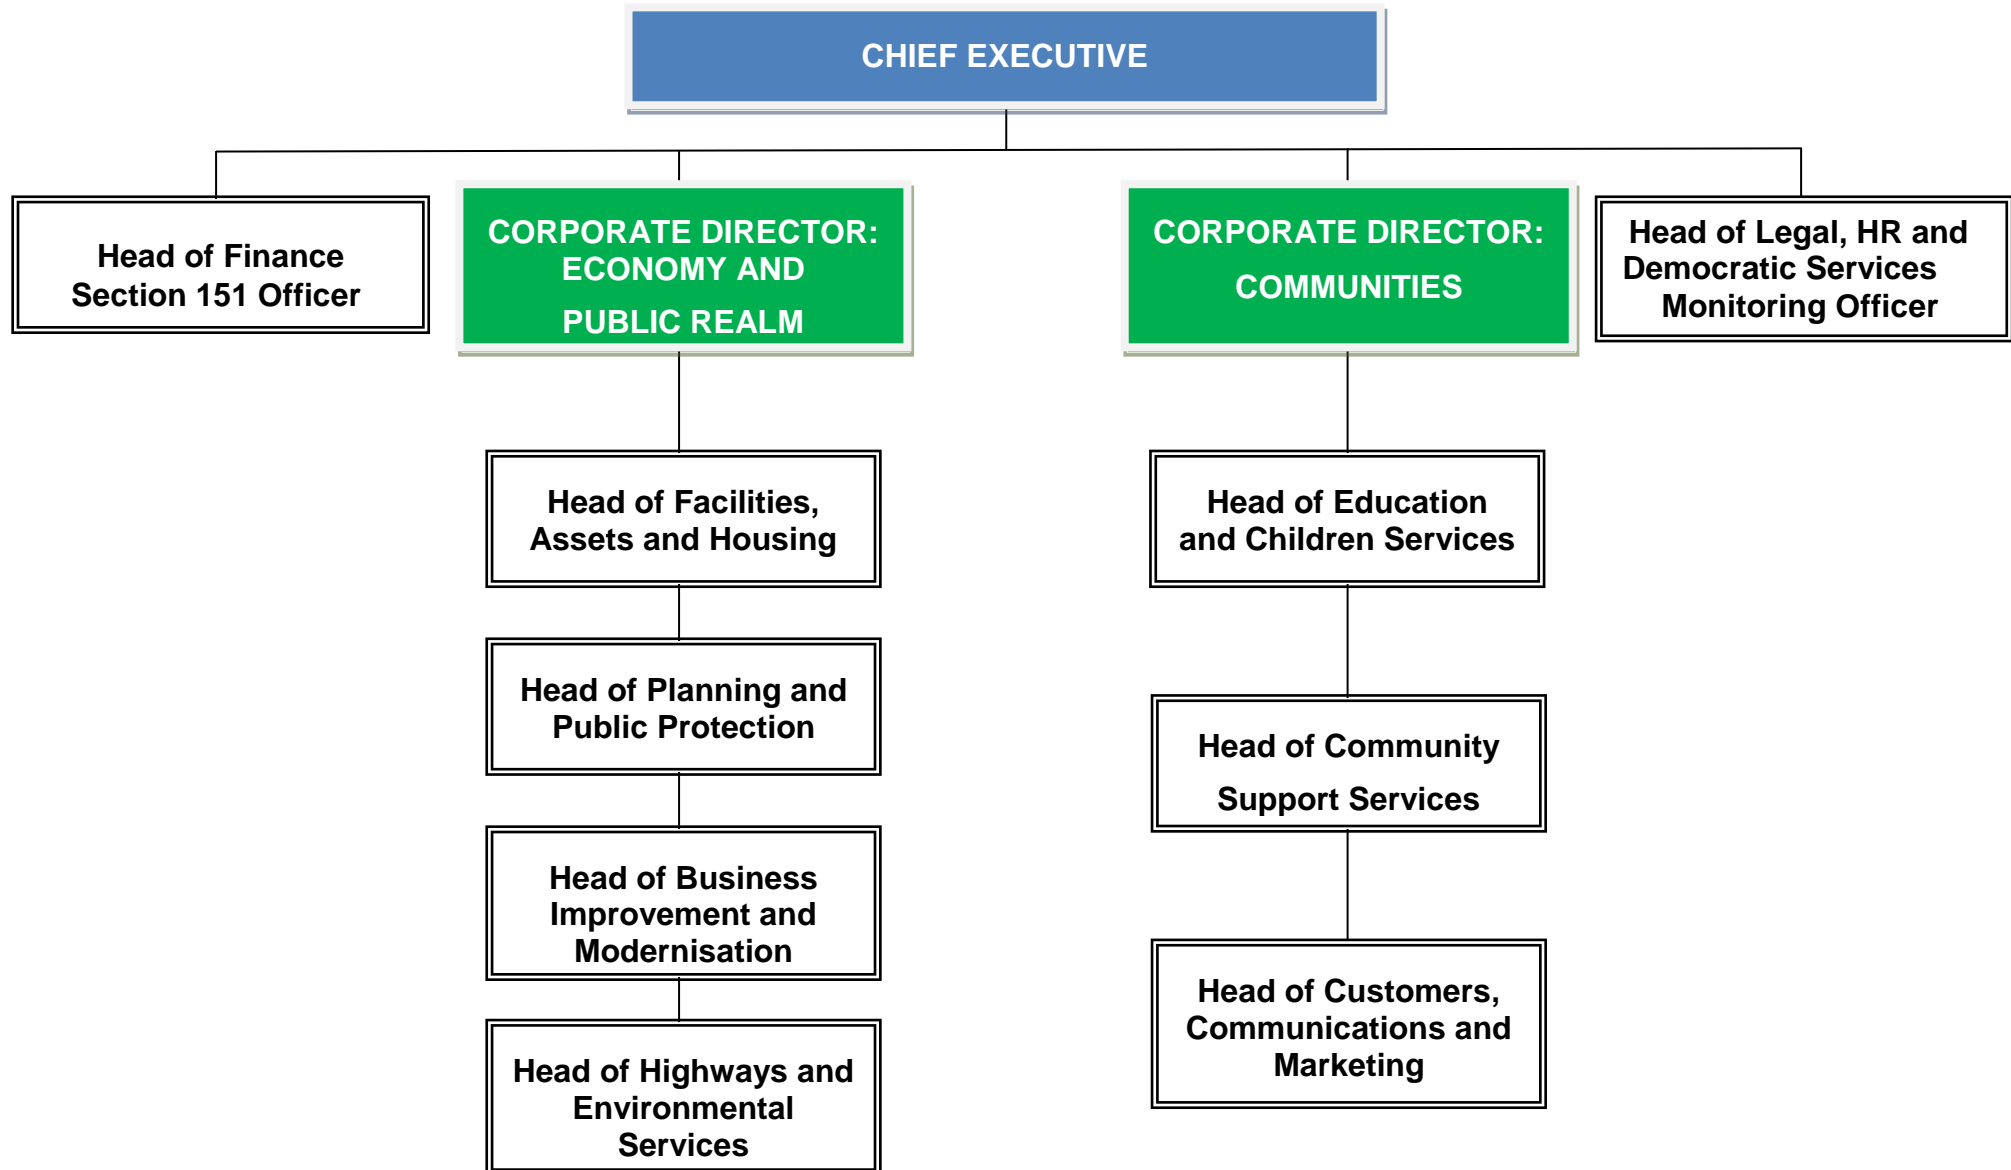 CHIEF EXECUTIVE
Head of Finance
Section 151 Officer
CORPORATE DIRECTOR:
ECONOMY AND
PUBLIC REALM
CORPORATE DIRECTOR:
COMMUNITIES
Head of Legal, HR and
Democratic Services
Monitoring Officer
Head of Facilities,
Assets and Housing
Head of Planning and
Public Protection
Head of Business
Improvement and
Modernisation
Head of Highways and
Environmental
Services
Head of Education
and Children Services
Head of Community
Support Services
Head of Customers,
Communications and
Marketing